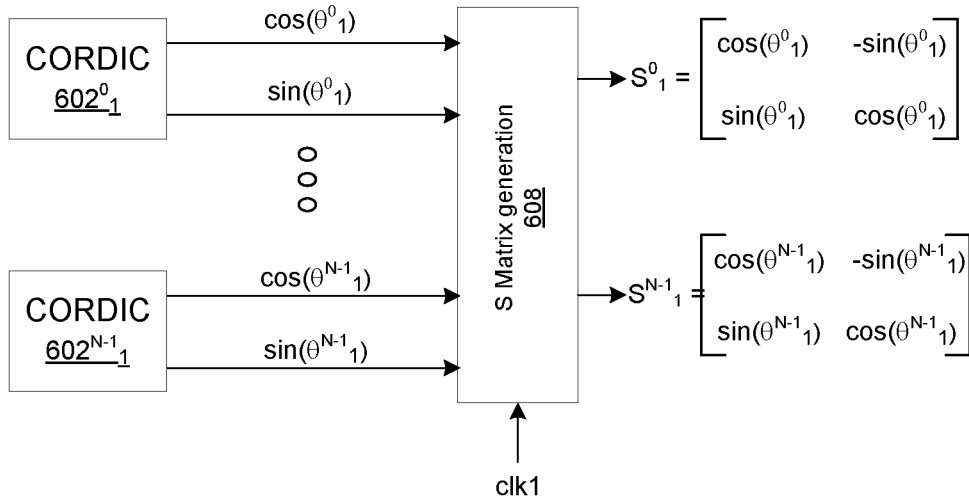 CORDIC
602⁰₁
cos(θ⁰₁)
sin(θ⁰₁)
CORDIC
602ᴺ⁻¹₁
cos(θᴺ⁻¹₁)
sin(θᴺ⁻¹₁)
S Matrix generation
608
clk1
S⁰₁ =
cos(θ⁰₁) -sin(θ⁰₁)
sin(θ⁰₁) cos(θ⁰₁)
Sᴺ⁻¹₁ =
cos(θᴺ⁻¹₁) -sin(θᴺ⁻¹₁)
sin(θᴺ⁻¹₁) cos(θᴺ⁻¹₁)